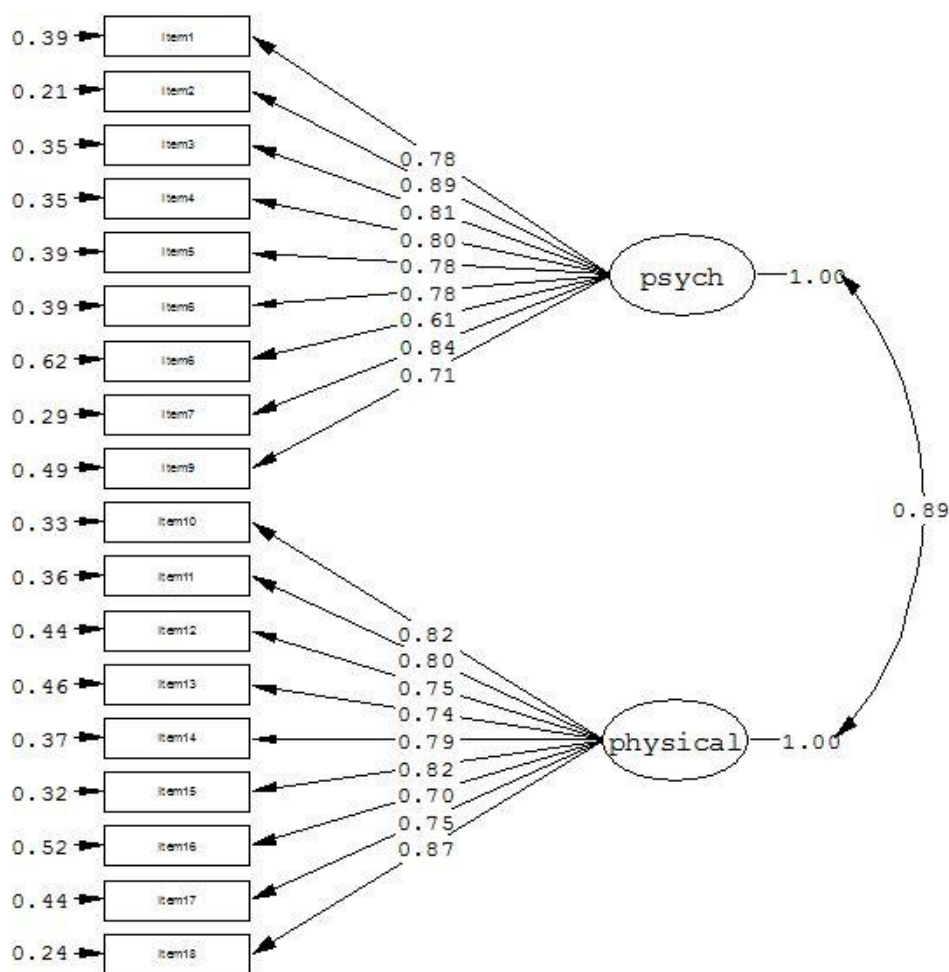 0.39 Item1
0.21 Item2
0.35 Item3
0.78
0.89
0.35 Item4
0.81
0.80
0.39 Item5
0.78
psych 1.00
0.39 Item6
0.78
0.61
0.62 Item6
0.84
0.71
0.29 Item7
0.49 Item9
0.33 Item10
0.89
0.36 Item11
0.44 Item12
0.82
0.80
0.46 Item13
0.75
0.74
0.37 Item14
0.79
physical 1.00
0.82
0.32 Item15
0.70
0.75
0.52 Item16
0.87
0.44 Item17
0.24 Item18